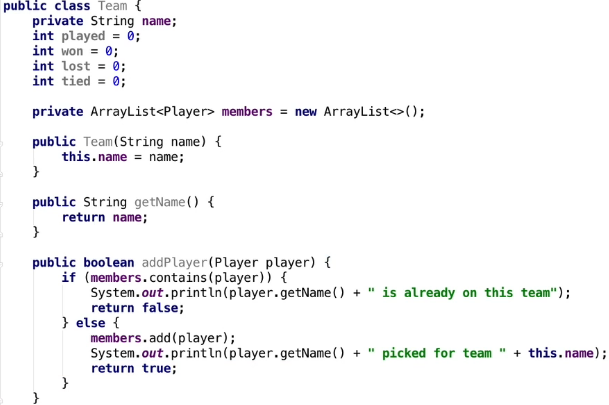 public class Team {
    private String name;
    int played = 0;
    int won = 0;
    int lost = 0;
    int tied = 0;

    private ArrayList<Player> members = new ArrayList<>();

    public Team(String name) {
        this.name = name;
    }

    public String getName() {
        return name;
    }

    public boolean addPlayer(Player player) {
        if (members.contains(player)) {
            System.out.println(player.getName() + " is already on this team");
            return false;
        } else {
            members.add(player);
            System.out.println(player.getName() + " picked for team " + this.name);
            return true;
        }
    }